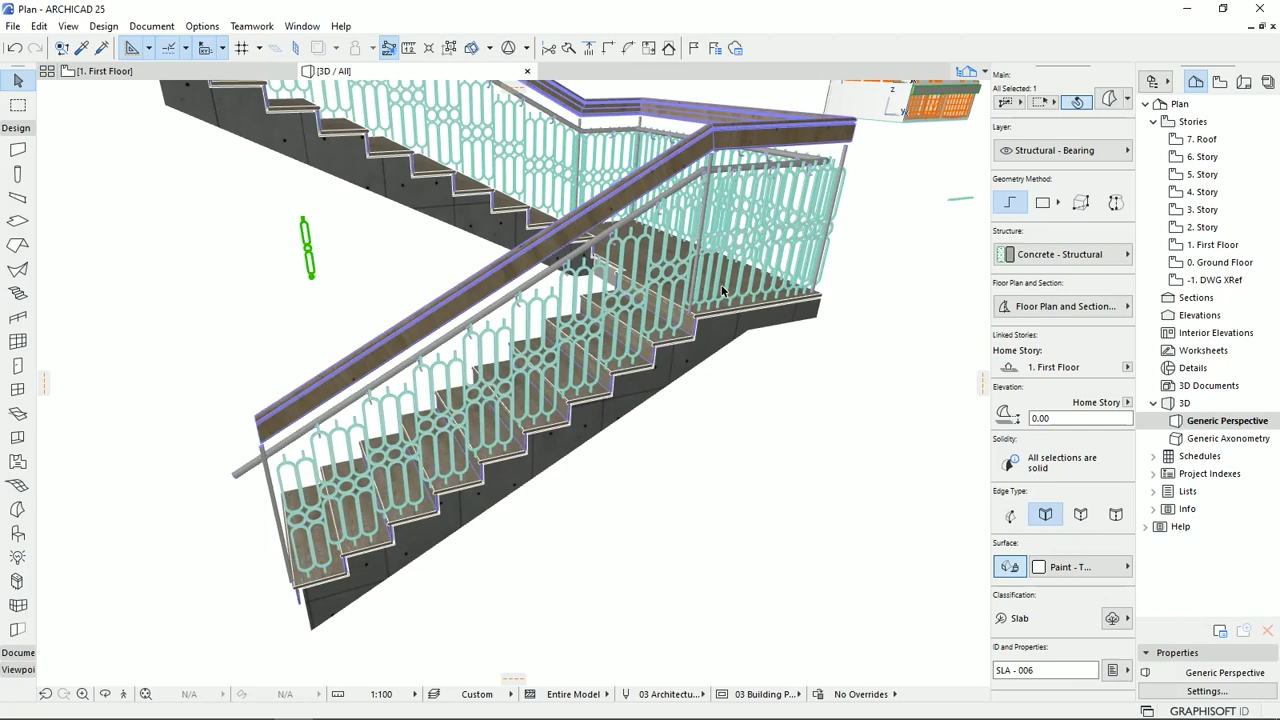 Plan - ARCHICAD 25
File Edit View Design Document Options Teamwork Window Help
[1. First Floor]
[3D / All]
Main:
All Selected: 1
Plan
Stories
7. Roof
6. Story
5. Story
4. Story
3. Story
2. Story
1. First Floor
0. Ground Floor
-1. DWG XRef
Sections
Elevations
Interior Elevations
Worksheets
Details
3D Documents
3D
Generic Perspective
Generic Axonometry
Schedules
Project Indexes
Lists
Info
Help
Design
Layer:
Structural - Bearing
Geometry Method:
Structure:
Concrete - Structural
Floor Plan and Section:
Floor Plan and Section...
Linked Stories:
Home Story:
1. First Floor
Elevation:
Home Story
0.00
Solidity:
All selections are
solid
Edge Type:
Surface:
Paint - T...
Classification:
Slab
ID and Properties:
SLA - 006
z
Docume
Viewpoi
N/A
N/A
1:100
Custom
Entire Model
03 Architectu...
03 Building P...
No Overrides
Properties
Generic Perspective
Settings...
GRAPHISOFT ID